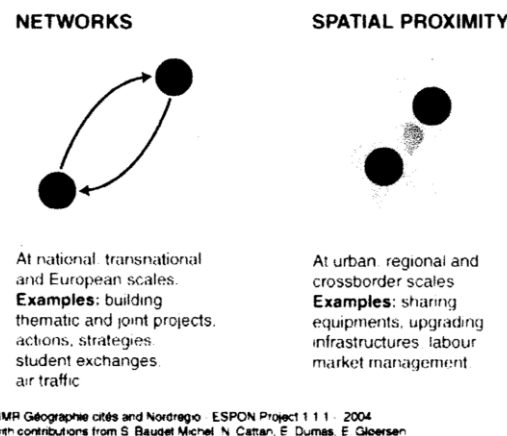 NETWORKS
SPATIAL PROXIMITY
At national, transnational
and European scales.
Examples: building
thematic and joint projects,
actions, strategies,
student exchanges,
air traffic
At urban, regional and
crossborder scales
Examples: sharing
equipments, upgrading
infrastructures, labour
market management
MR Géographie cités and Nordregio - ESPON Project 1 1 1 - 2004
ith contributions from S Baudet Michel, N Cattan, E Dumas, E Gloersen